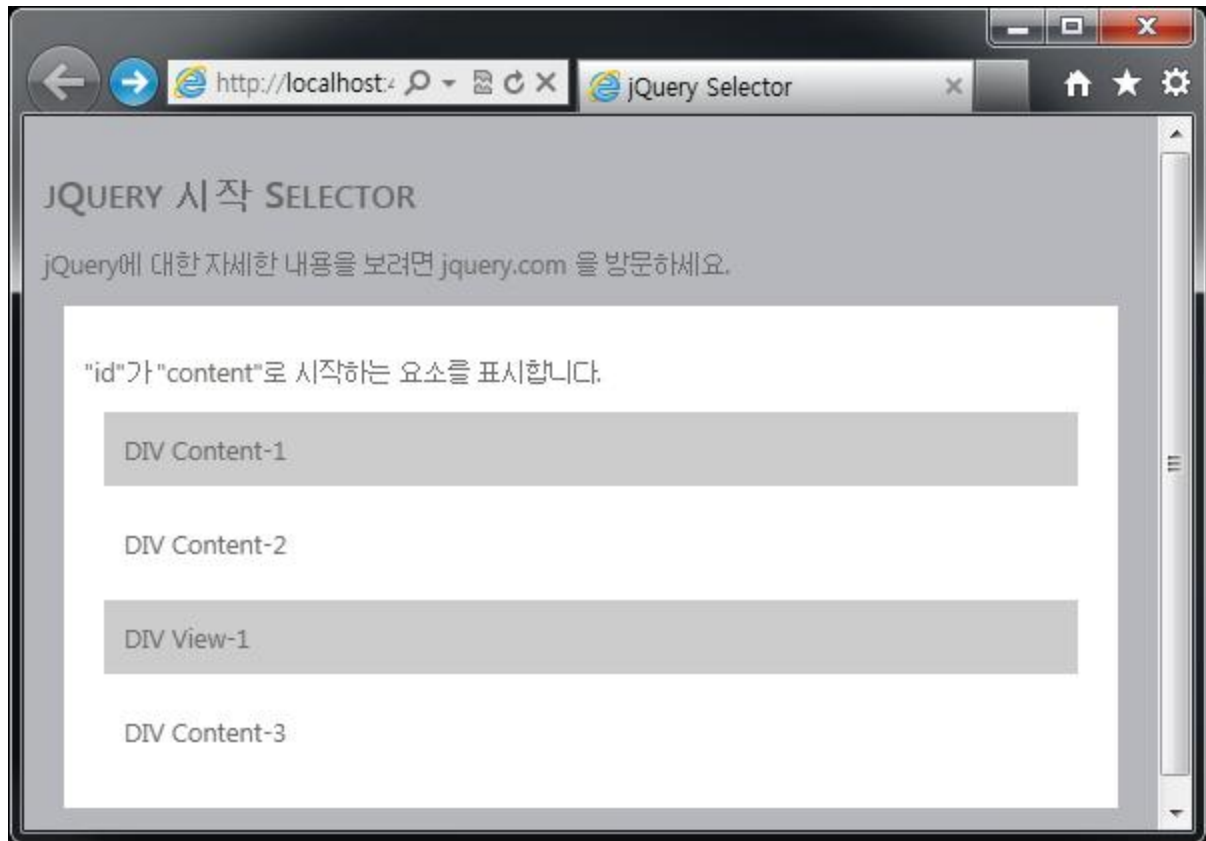 http://localhost:4
jQuery Selector
JQUERY 시작 SELECTOR
jQuery에 대한 자세한 내용을 보려면 jquery.com 을 방문하세요.
"id"가 "content"로 시작하는 요소를 표시합니다.
DIV Content-1
DIV Content-2
DIV View-1
DIV Content-3